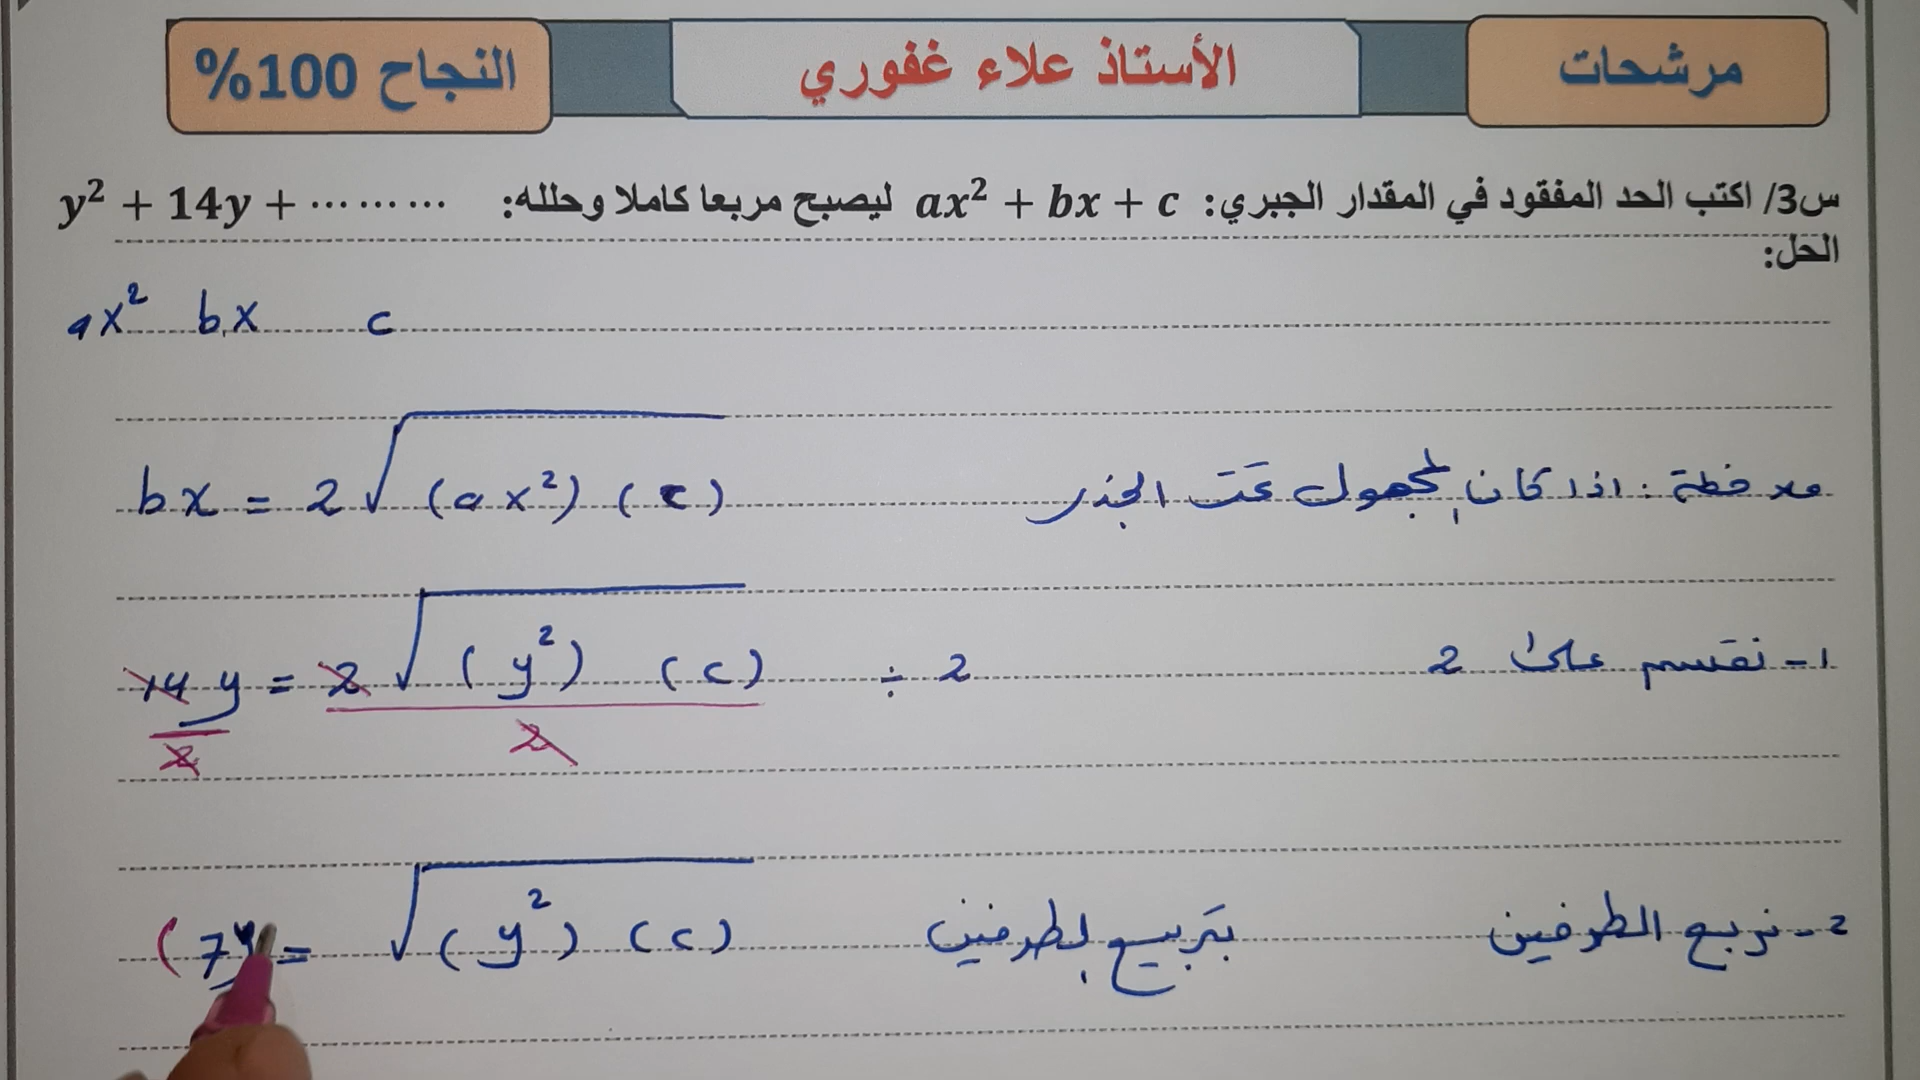 مرشحات الأستاذ علاء غفوري النجاح 100%
س3/ اكتب الحد المفقود في المقدار الجبري: ax² + bx + c ليصبح مربعا كاملا وحلله: y² + 14y + ………
الحل:
ax² bx c
ملاحظة: اذا كان المجهول تحت الجذر bx = 2√(ax²) (c)
1- نقسم على 2 14y/2 = 2√(y²) (c)/2 ÷ 2
2- نربع الطرفين بتربيع الطرفين (7y = √(y²) (c)